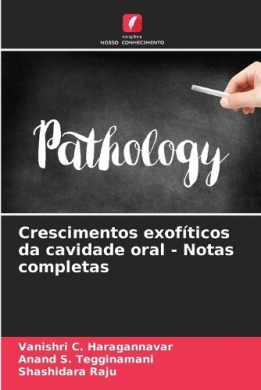 edições
NOSSO CONHECIMENTO
Pathology
Crescimentos exofíticos
da cavidade oral - Notas
completas
Vanishri C. Haragannavar
Anand S. Tegginamani
Shashidara Raju